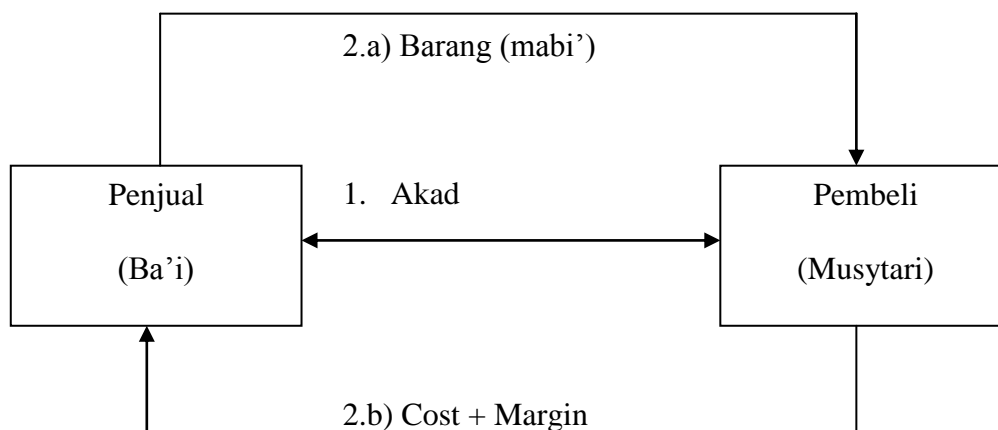 2.a) Barang (mabi’)
Penjual
(Ba’i)
1. Akad
Pembeli
(Musytari)
2.b) Cost + Margin